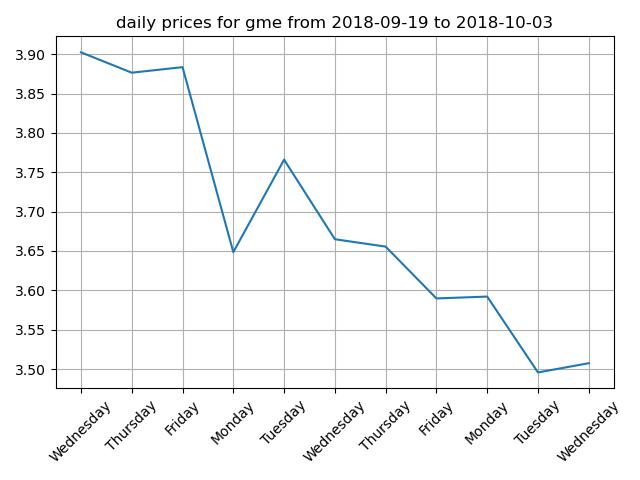 daily prices for gme from 2018-09-19 to 2018-10-03
3.90
3.85
3.80
3.75
3.70
3.65
3.60
3.55
3.50
Wednesday
Thursday
Friday
Monday
Tuesday
Wednesday
Thursday
Friday
Monday
Tuesday
Wednesday